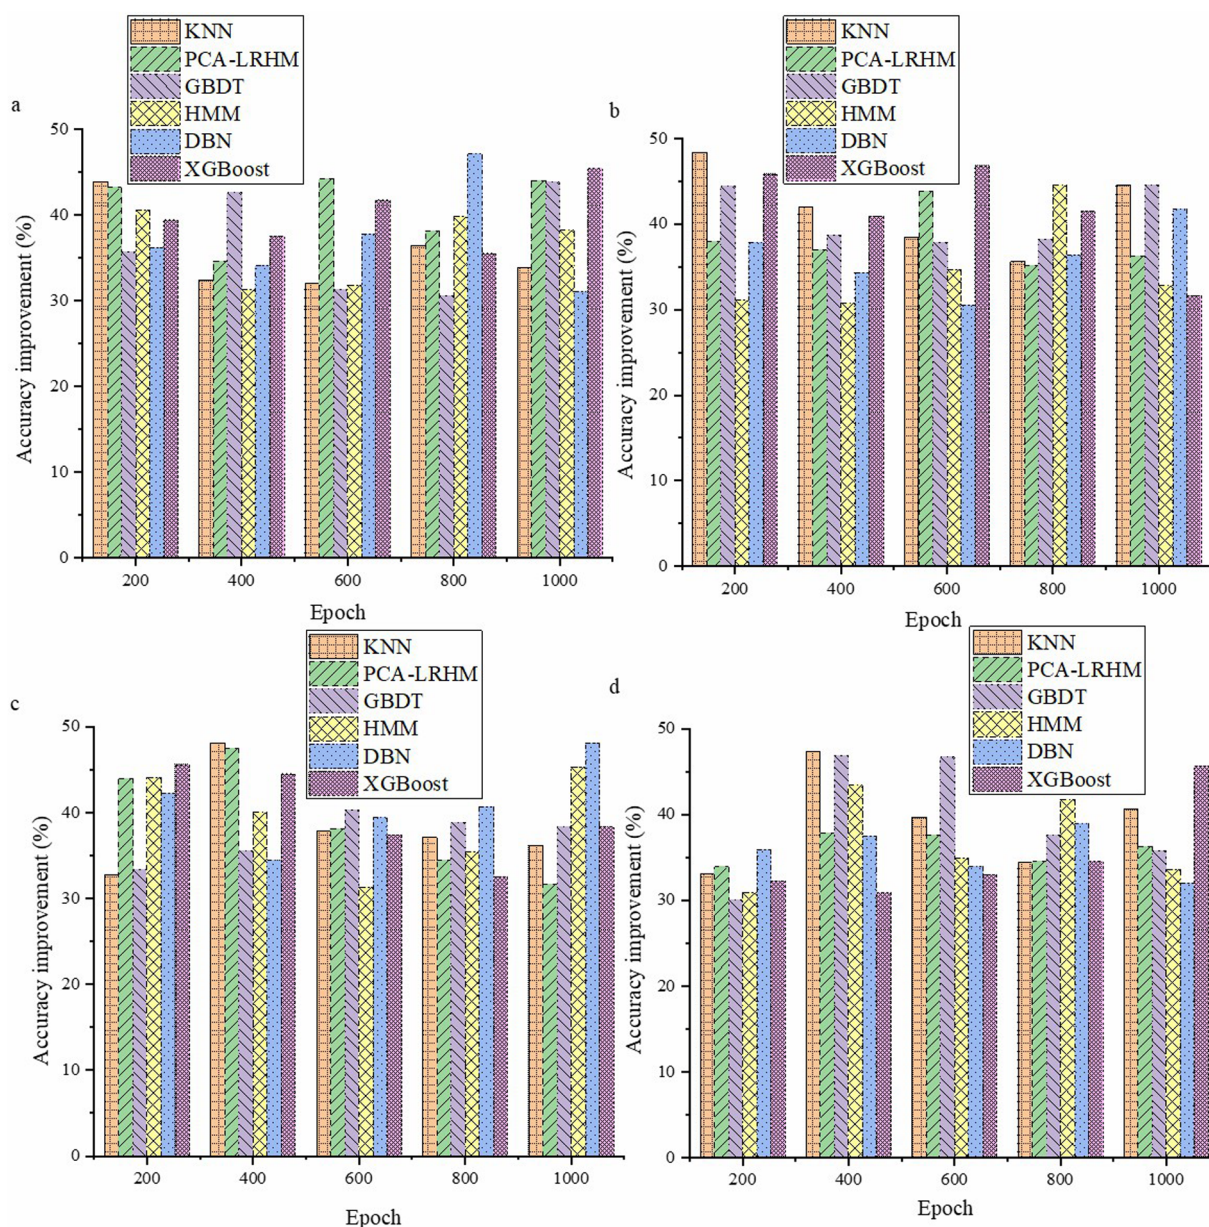 a
KNN
PCA-LRHM
GBDT
HMM
DBN
XGBoost
Accuracy improvement (%)
50
40
30
20
10
0
200 400 600 800 1000
Epoch
b
KNN
PCA-LRHM
GBDT
HMM
DBN
XGBoost
Accuracy improvement (%)
50
40
30
20
10
0
200 400 600 800 1000
Epoch
c
KNN
PCA-LRHM
GBDT
HMM
DBN
XGBoost
Accuracy improvement (%)
50
40
30
20
10
0
200 400 600 800 1000
Epoch
d
KNN
PCA-LRHM
GBDT
HMM
DBN
XGBoost
Accuracy improvement (%)
50
40
30
20
10
0
200 400 600 800 1000
Epoch